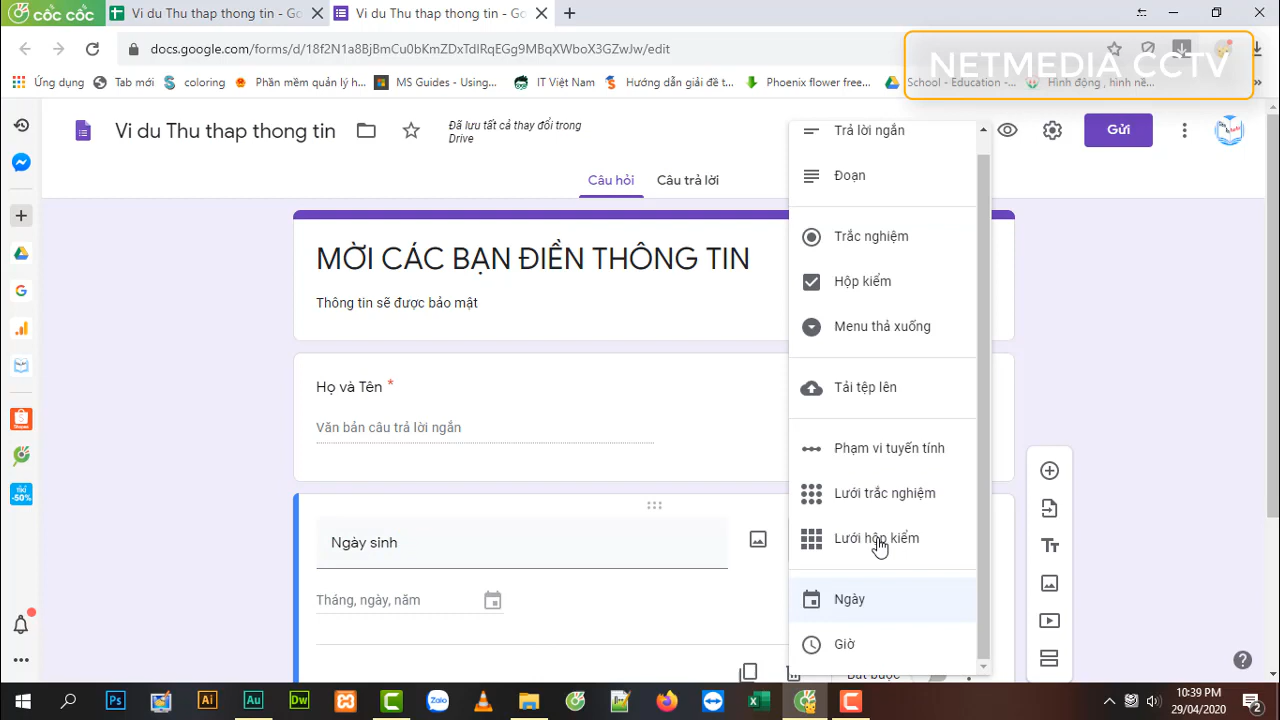 cốc cốc
Vi du Thu thap thong tin - Go
Vi du Thu thap thong tin - Go
docs.google.com/forms/d/18f2N1a8BjBmCu0bKmZDxTdlRqEGg9MBqXWboX3GZwJw/edit
NETMEDIA CCTV
Ứng dụng
Tab mới
coloring
Phần mềm quản lý h...
MS Guides - Using...
IT Việt Nam
Hướng dẫn giải đề t...
Phoenix flower free...
School - Education -...
Hình động , hình nề...
Vi du Thu thap thong tin
Đã lưu tất cả thay đổi trong
Drive
Gửi
Câu hỏi
Câu trả lời
MỜI CÁC BẠN ĐIỀN THÔNG TIN
Thông tin sẽ được bảo mật
Họ và Tên *
Văn bản câu trả lời ngắn
Ngày sinh
Tháng, ngày, năm
Trả lời ngắn
Đoạn
Trắc nghiệm
Hộp kiểm
Menu thả xuống
Tải tệp lên
Phạm vi tuyến tính
Lưới trắc nghiệm
Lưới hộp kiểm
Ngày
Giờ
Bắt buộc
10:39 PM
29/04/2020